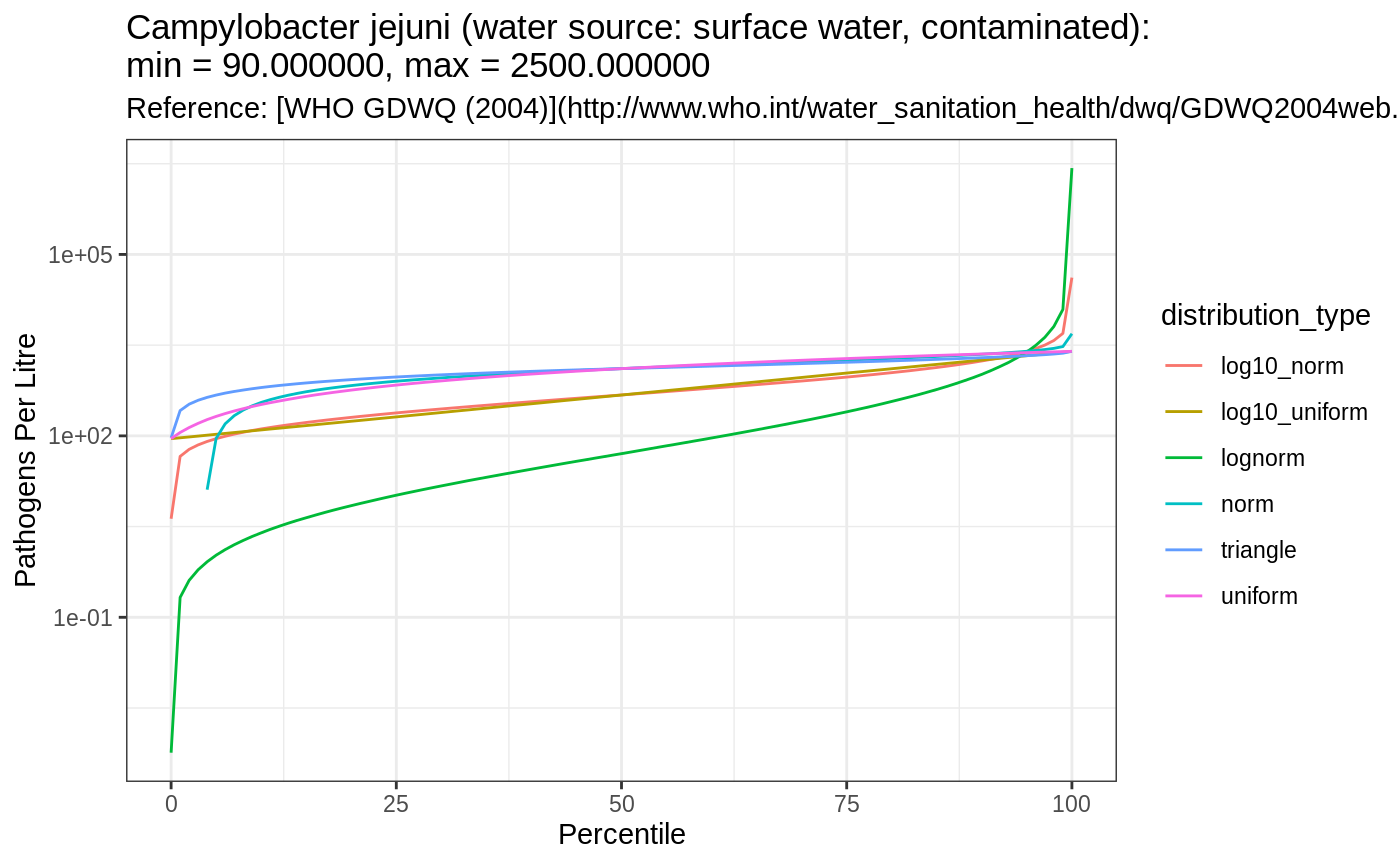 Campylobacter jejuni (water source: surface water, contaminated):
min = 90.000000, max = 2500.000000
Reference: [WHO GDWQ (2004)](http://www.who.int/water_sanitation_health/dwq/GDWQ2004web.
Pathogens Per Litre
1e+05
1e+02
1e-01
0 25 50 75 100
Percentile
distribution_type
log10_norm
log10_uniform
lognorm
norm
triangle
uniform